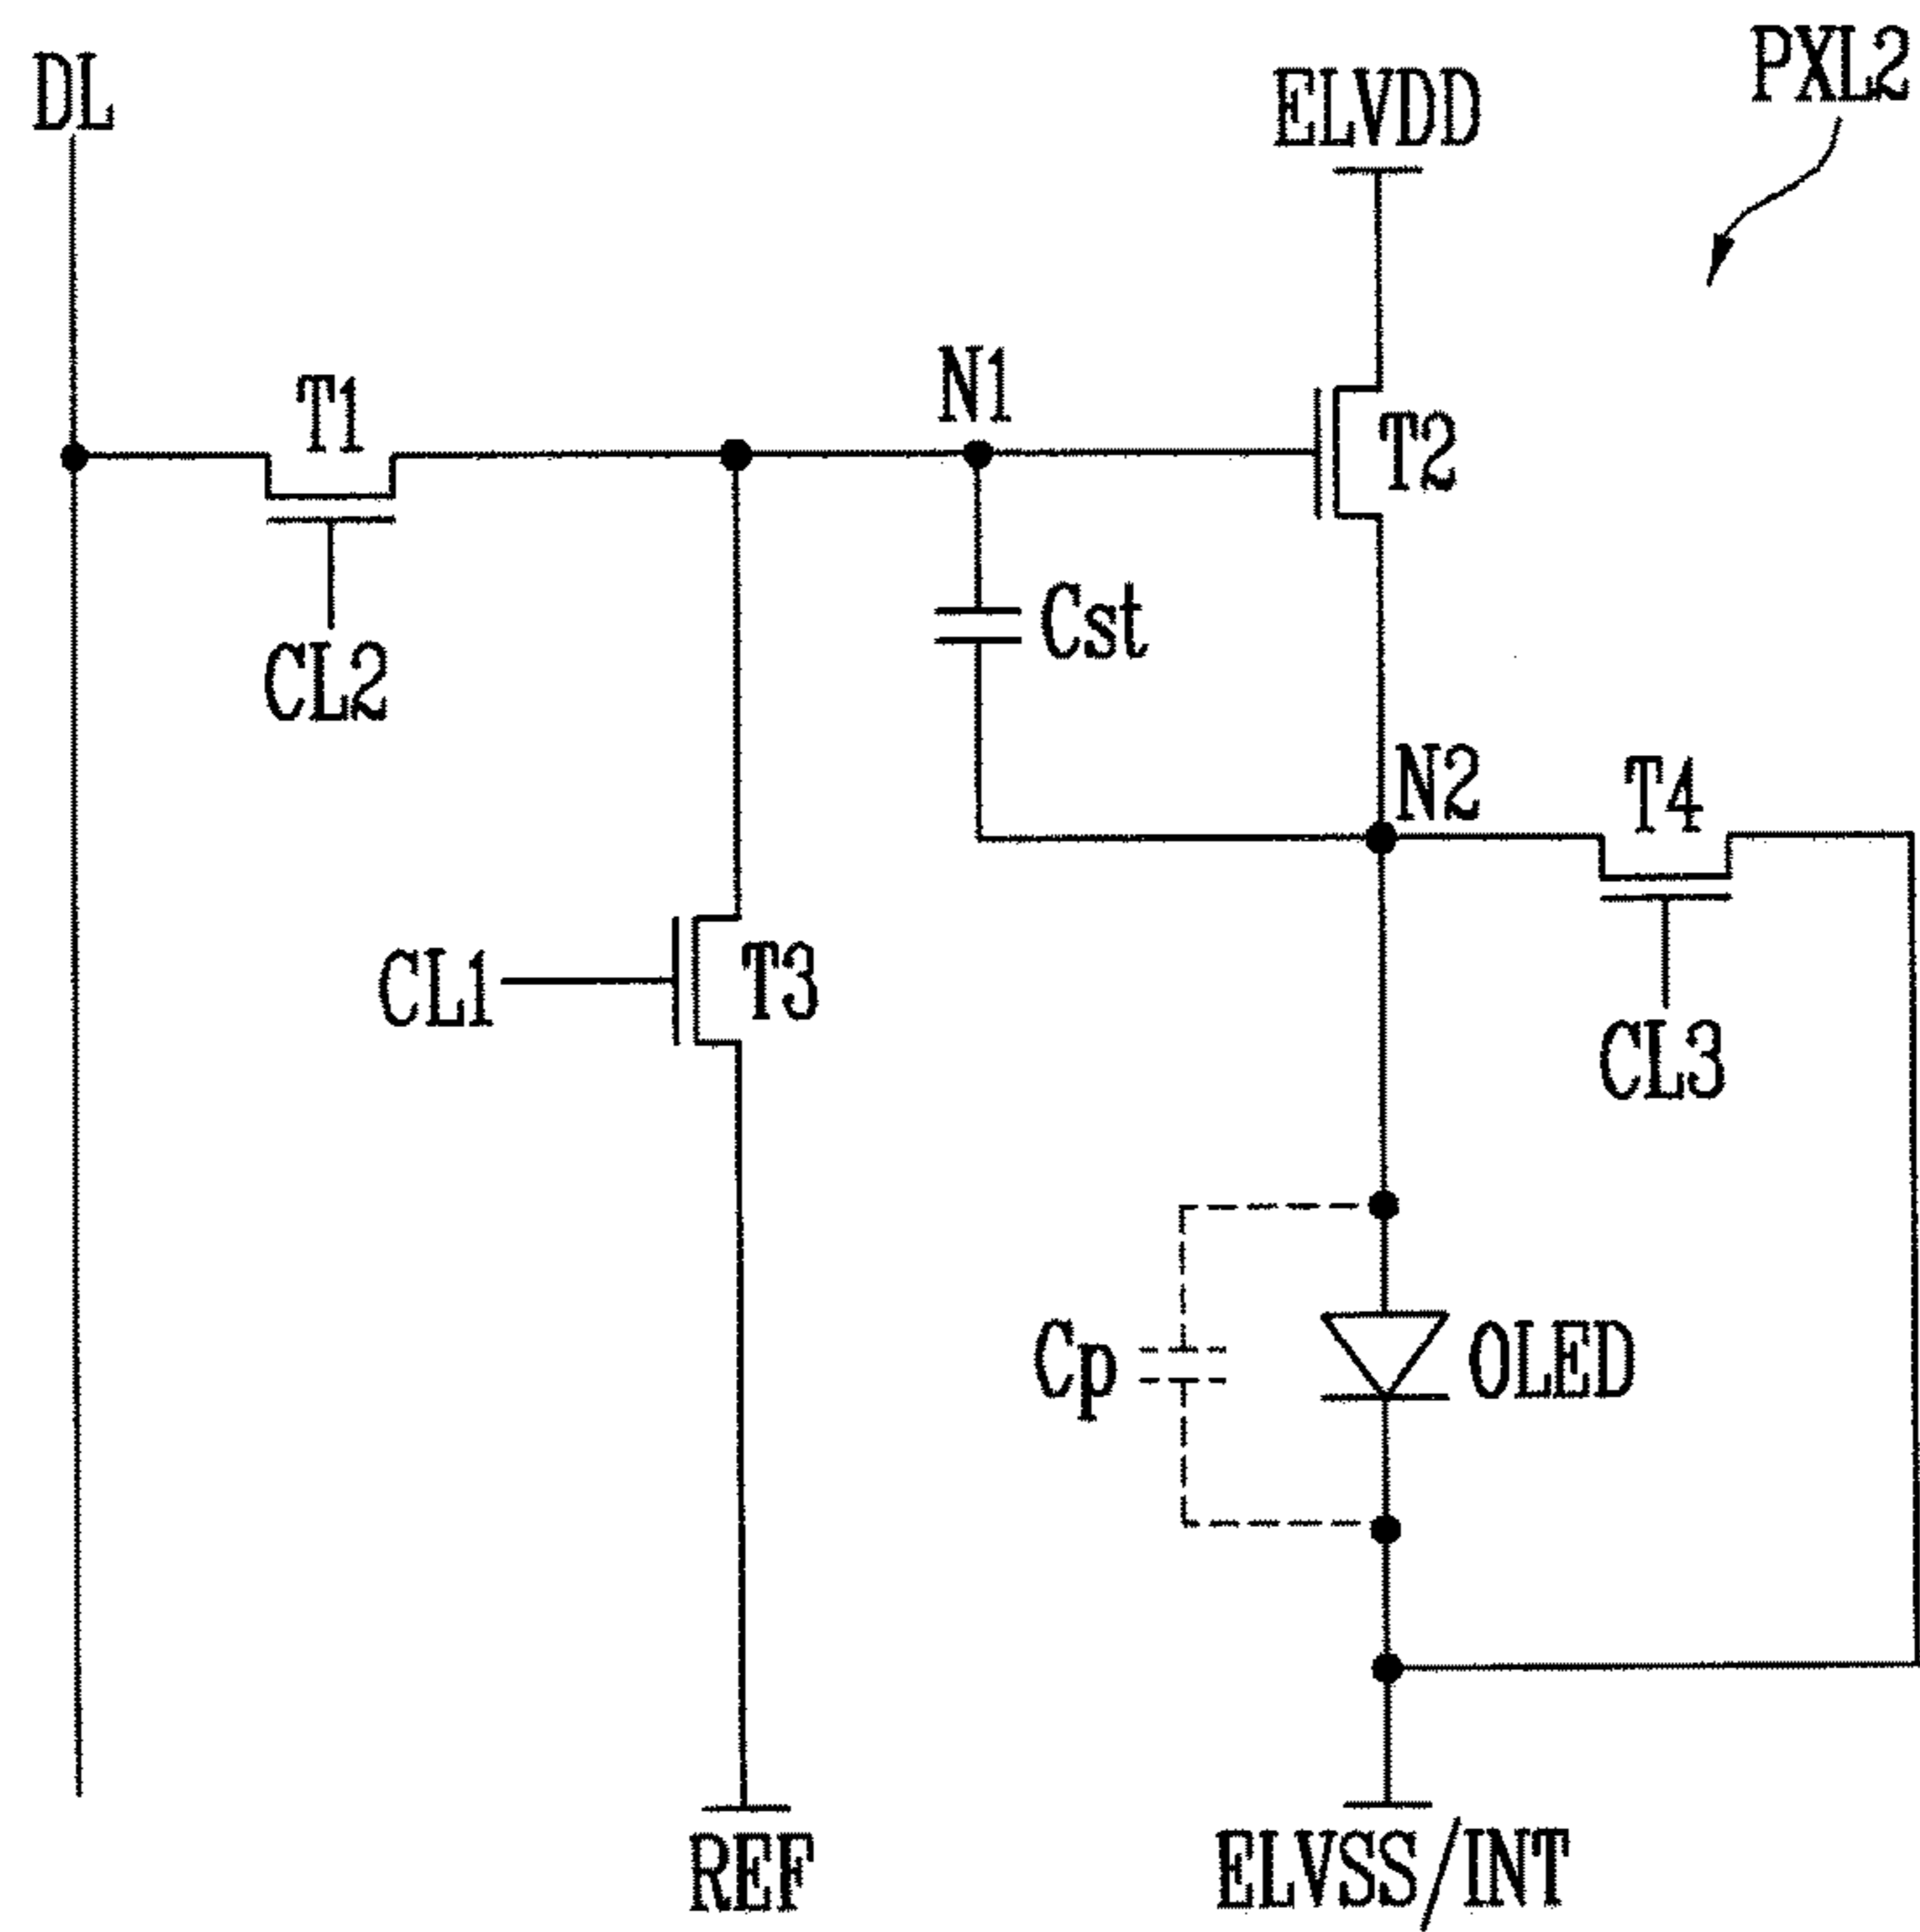 DL
ELVDD
PXL2
T1
N1
T2
Cst
CL2
N2
T4
CL1
T3
CL3
Cp
OLED
REF
ELVSS/INT